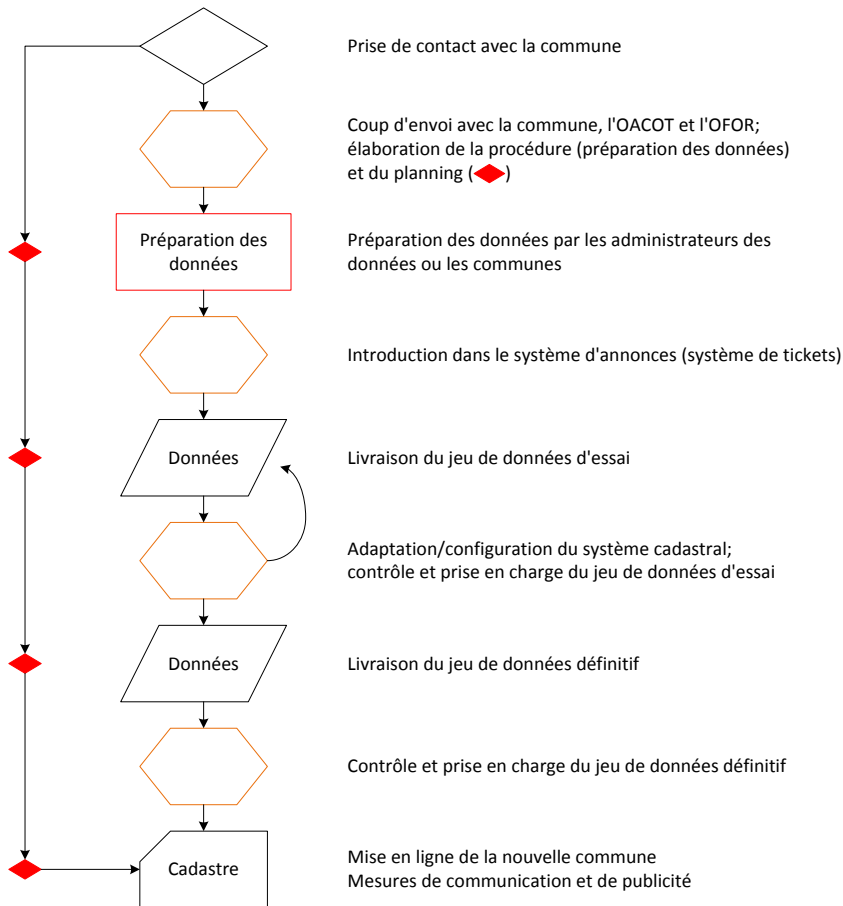 Prise de contact avec la commune
Coup d'envoi avec la commune, l'OACOT et l'OFOR;
élaboration de la procédure (préparation des données)
et du planning ( )
Préparation des
données
Préparation des données par les administrateurs des
données ou les communes
Introduction dans le système d'annonces (système de tickets)
Données
Livraison du jeu de données d'essai
Adaptation/configuration du système cadastral;
contrôle et prise en charge du jeu de données d'essai
Données
Livraison du jeu de données définitif
Contrôle et prise en charge du jeu de données définitif
Cadastre
Mise en ligne de la nouvelle commune
Mesures de communication et de publicité